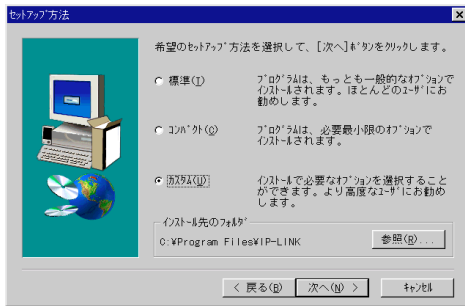 ｾｯﾄｱｯﾌﾟ方法
希望のｾｯﾄｱｯﾌﾟ方法を選択して、[次へ]ﾎﾞﾀﾝをｸﾘｯｸします。
標準(T)
ﾌﾟﾛｸﾞﾗﾑは、もっとも一般的なｵﾌﾟｼｮﾝで
ｲﾝｽﾄｰﾙされます。ほとんどのﾕｰｻﾞにお
勧めします。
ｺﾝﾊﾟｸﾄ(C)
ﾌﾟﾛｸﾞﾗﾑは、必要最小限のｵﾌﾟｼｮﾝで
ｲﾝｽﾄｰﾙされます。
ｶｽﾀﾑ(U)
ｲﾝｽﾄｰﾙで必要なｵﾌﾟｼｮﾝを選択すること
ができます。より高度なﾕｰｻﾞにお勧め
します。
ｲﾝｽﾄｰﾙ先のﾌｫﾙﾀﾞ
C:¥Program Files¥IP-LINK
参照(R)...
< 戻る(B)
次へ(N) >
ｷｬﾝｾﾙ